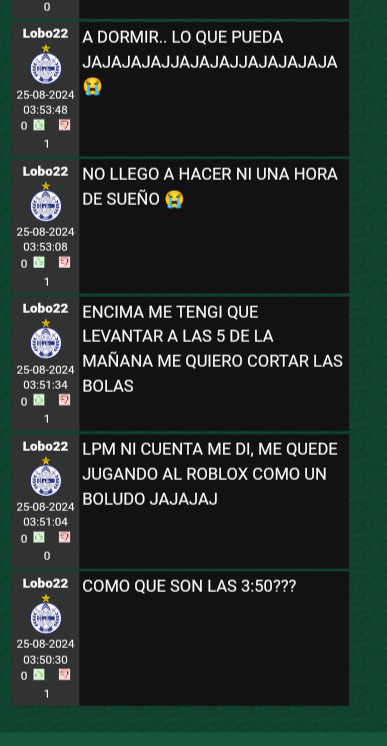 0
Lobo22
A DORMIR.. LO QUE PUEDA
JAJAJAJAJJAJAJAJJAJAJAJAJA
😭
25-08-2024
03:53:48
0
1
Lobo22
NO LLEGO A HACER NI UNA HORA
DE SUEÑO 😭
25-08-2024
03:53:08
0
1
Lobo22
ENCIMA ME TENGI QUE
LEVANTAR A LAS 5 DE LA
MAÑANA ME QUIERO CORTAR LAS
BOLAS
25-08-2024
03:51:34
0
1
Lobo22
LPM NI CUENTA ME DI, ME QUEDE
JUGANDO AL ROBLOX COMO UN
BOLUDO JAJAJAJ
25-08-2024
03:51:04
0
0
Lobo22
COMO QUE SON LAS 3:50???
25-08-2024
03:50:30
0
1